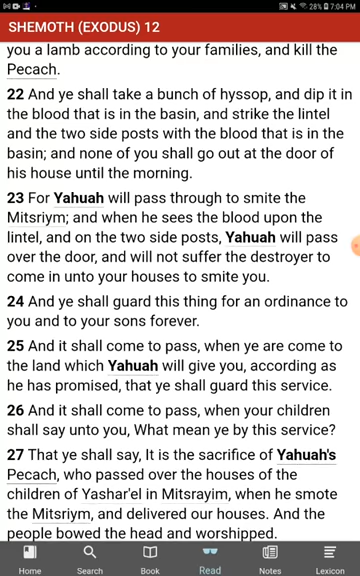 28% 7:04 PM
SHEMOTH (EXODUS) 12
you a lamb according to your families, and kill the
Pecach.
22 And ye shall take a bunch of hyssop, and dip it in
the blood that is in the basin, and strike the lintel
and the two side posts with the blood that is in the
basin; and none of you shall go out at the door of
his house until the morning.
23 For Yahuah will pass through to smite the
Mitsriym; and when he sees the blood upon the
lintel, and on the two side posts, Yahuah will pass
over the door, and will not suffer the destroyer to
come in unto your houses to smite you.
24 And ye shall guard this thing for an ordinance to
you and to your sons forever.
25 And it shall come to pass, when ye are come to
the land which Yahuah will give you, according as
he has promised, that ye shall guard this service.
26 And it shall come to pass, when your children
shall say unto you, What mean ye by this service?
27 That ye shall say, It is the sacrifice of Yahuah's
Pecach, who passed over the houses of the
children of Yashar'el in Mitsrayim, when he smote
the Mitsriym, and delivered our houses. And the
people bowed the head and worshipped.
Home Search Book Read Notes Lexicon